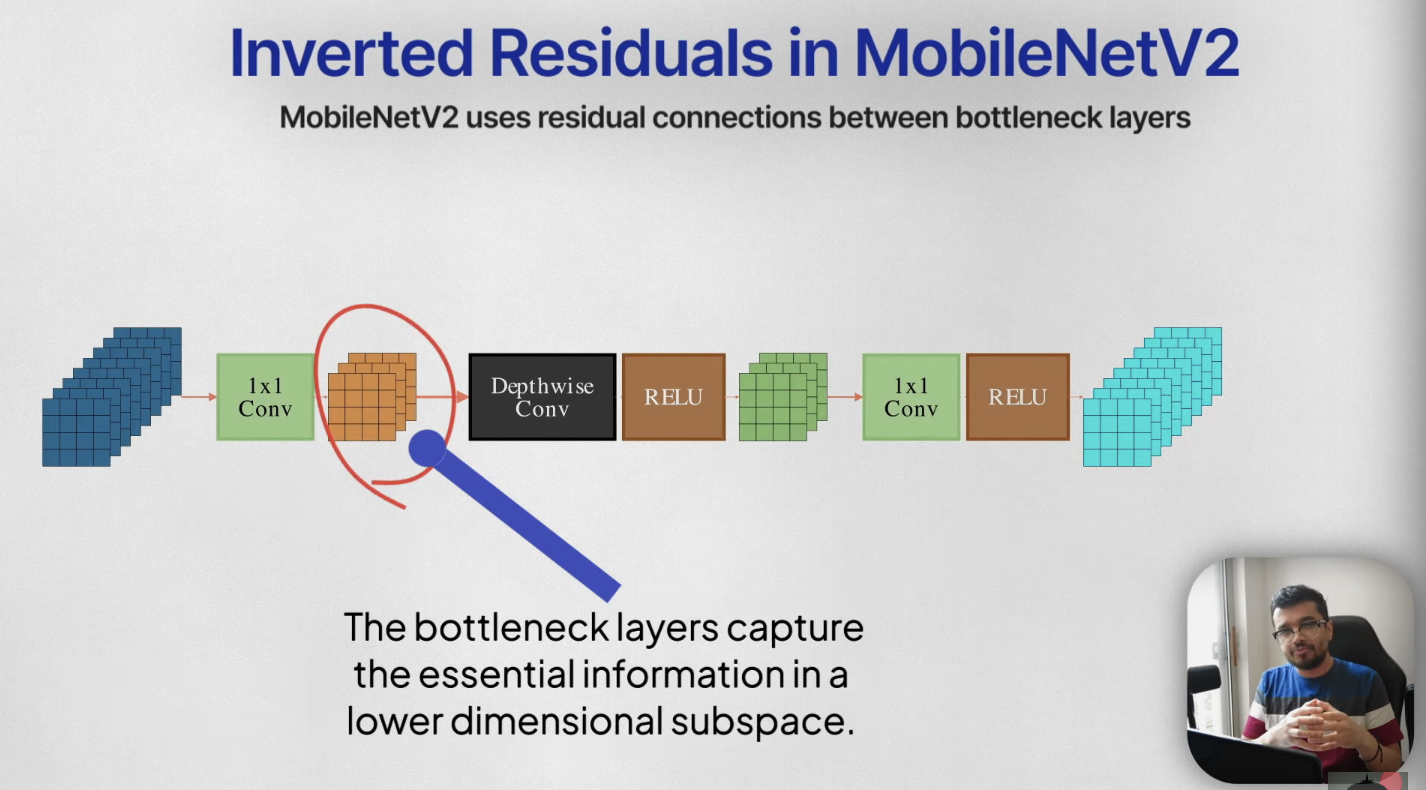 Inverted Residuals in MobileNetV2
MobileNetV2 uses residual connections between bottleneck layers
1x1
Conv
Depthwise
Conv
RELU
1x1
Conv
RELU
The bottleneck layers capture
the essential information in a
lower dimensional subspace.